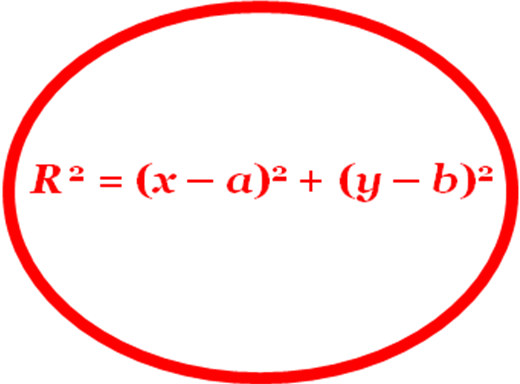 R² = (x – a)² + (y – b)²